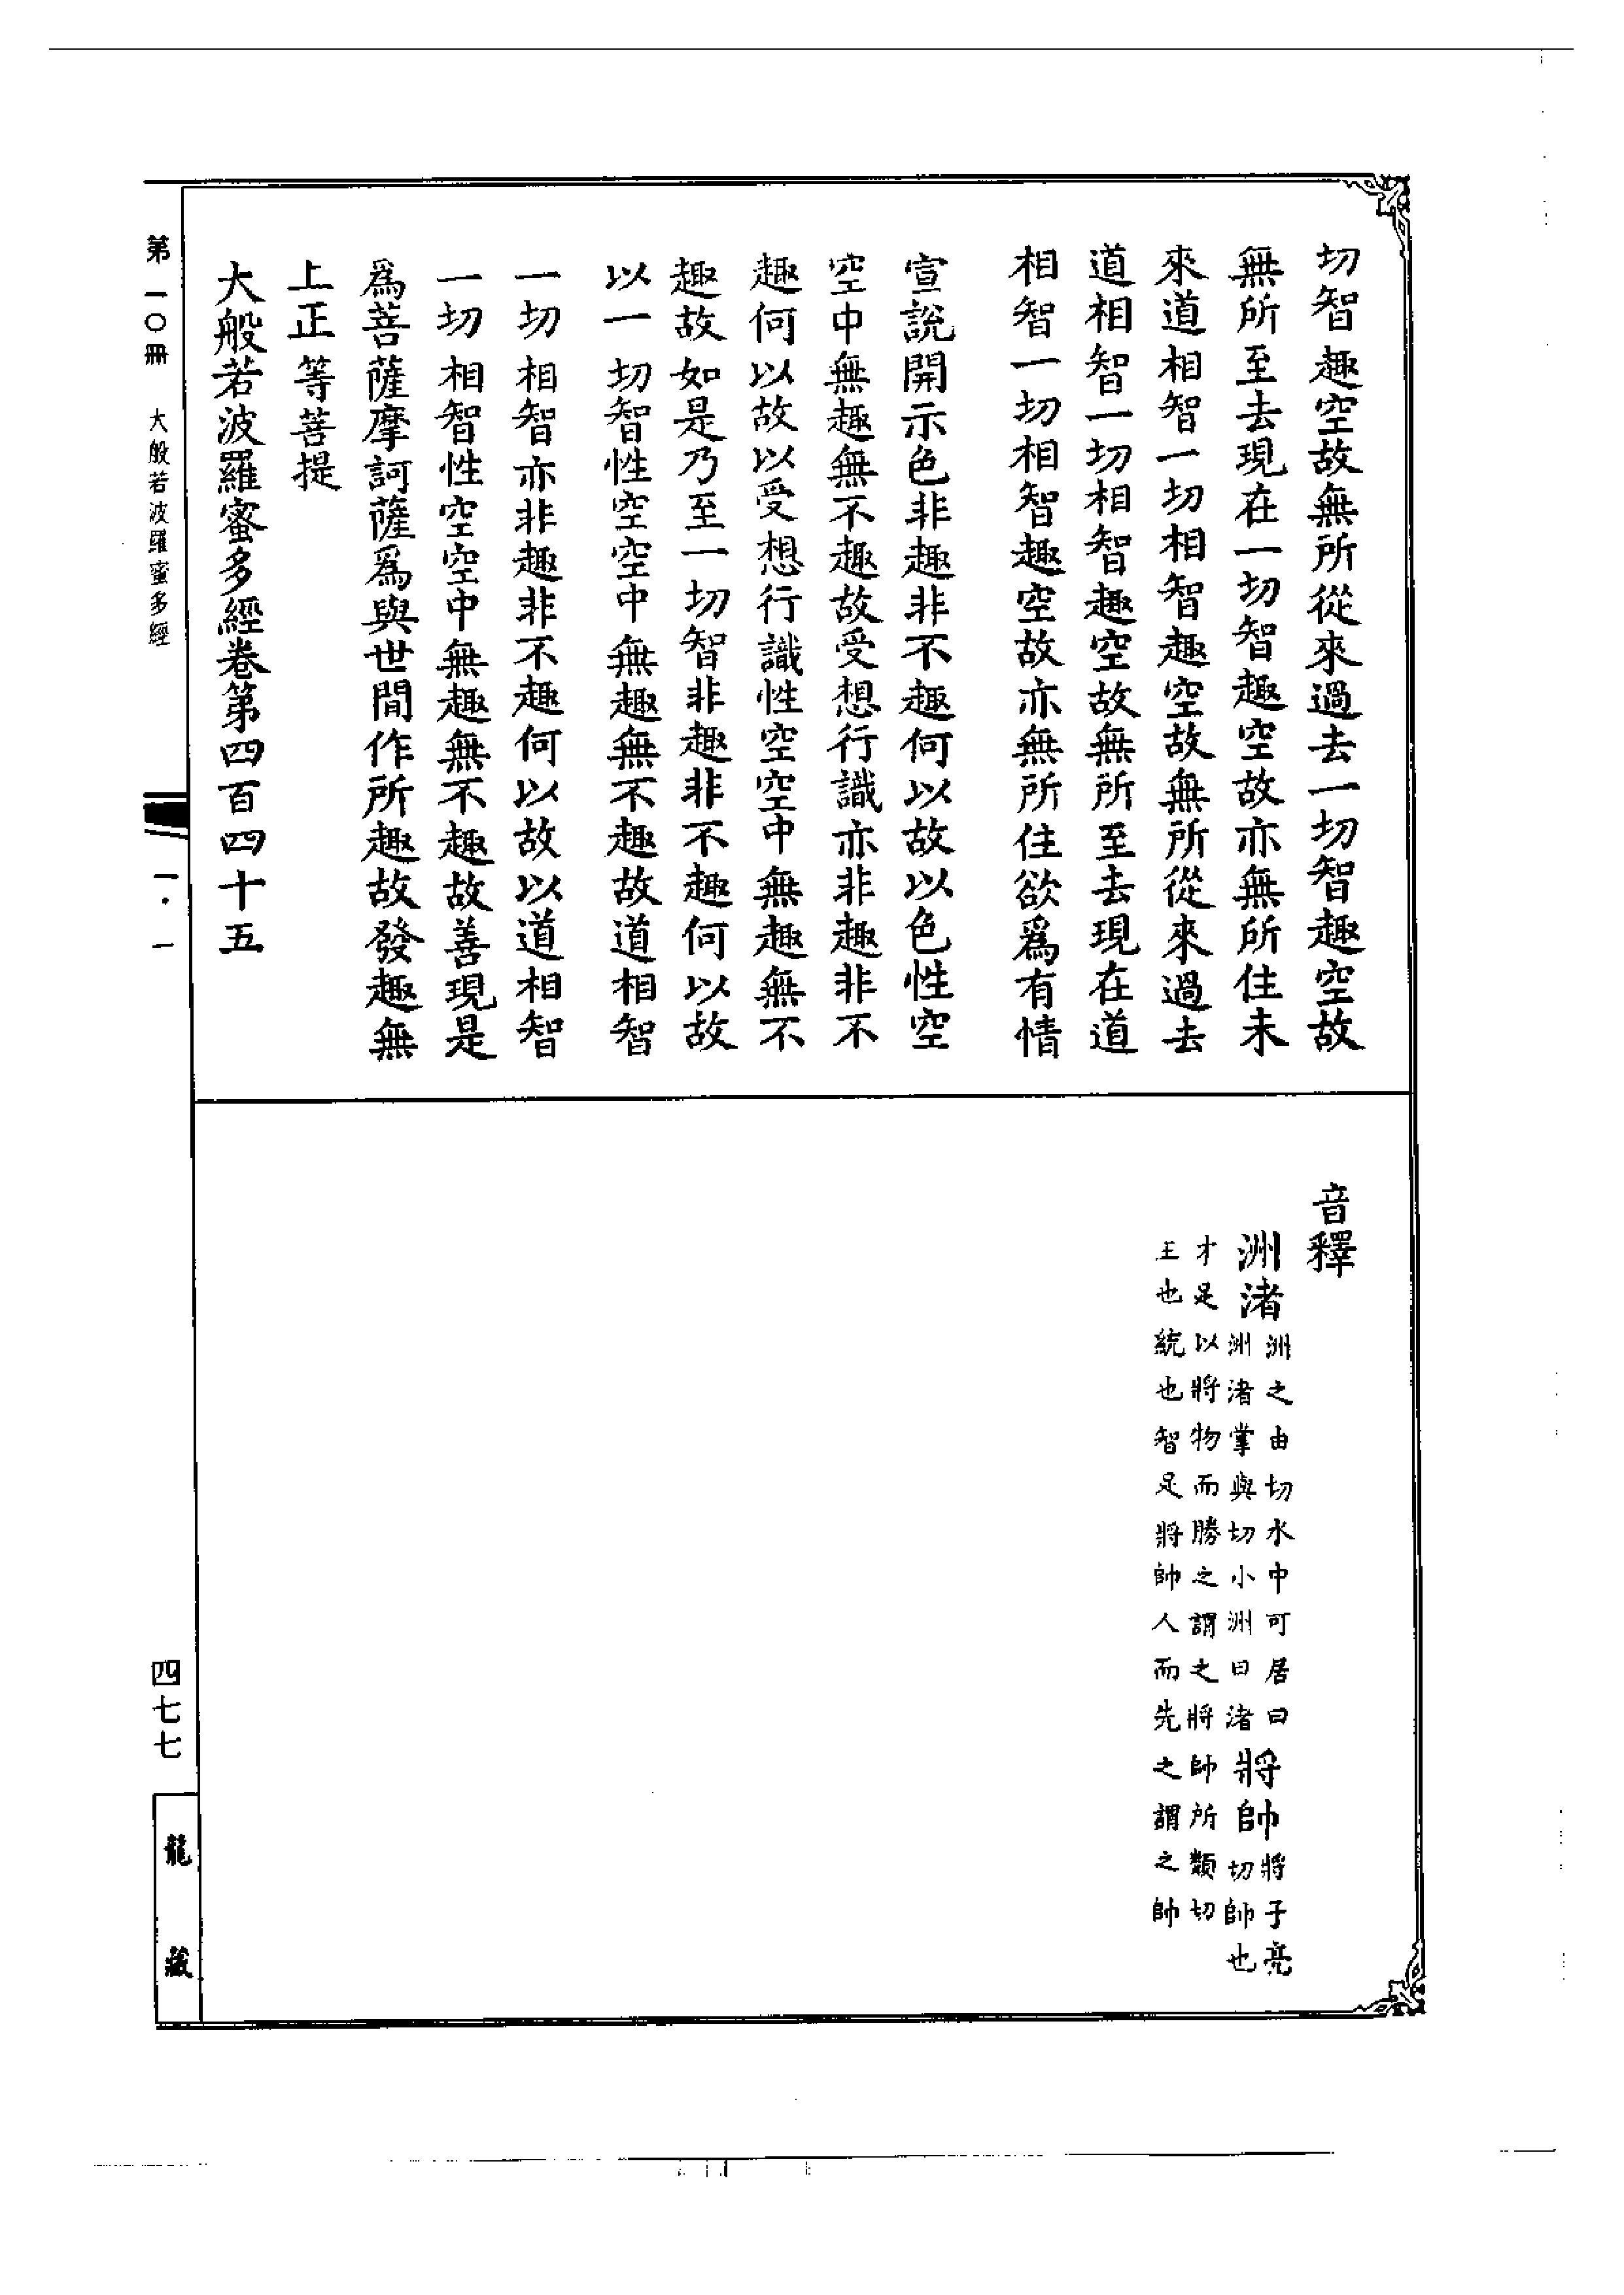 切智趣空故無所從來過去一切智趣空故
無所至去現在一切智趣空故亦無所住未
來道相智一切相智趣空故無所從來過去
道相智一切相智趣空故無所至去現在道
相智一切相智趣空故亦無所住欲爲有情
宣說開示色非趣非不趣何以故以色性空
空中無趣無不趣故受想行識亦非趣非不
趣何以故以受想行識性空空中無趣無不
趣故如是乃至一切智非趣非不趣何以故
以一切智性空空中無趣無不趣故道相智
一切相智亦非趣非不趣何以故以道相智
一切相智性空空中無趣無不趣故善現是
爲菩薩摩訶薩爲與世間作所趣故發趣無
上正等菩提
大般若波羅蜜多經卷第四百四十五
音釋
洲渚
洲之由切水中可居曰
洲渚掌與切小洲曰渚
將帥
將子亮
切帥也
才足以將物而勝之謂之將帥所類切
王也統也智足將帥人而先之謂之帥
第一〇冊 大般若波羅蜜多經
一·一
四七七
龍藏